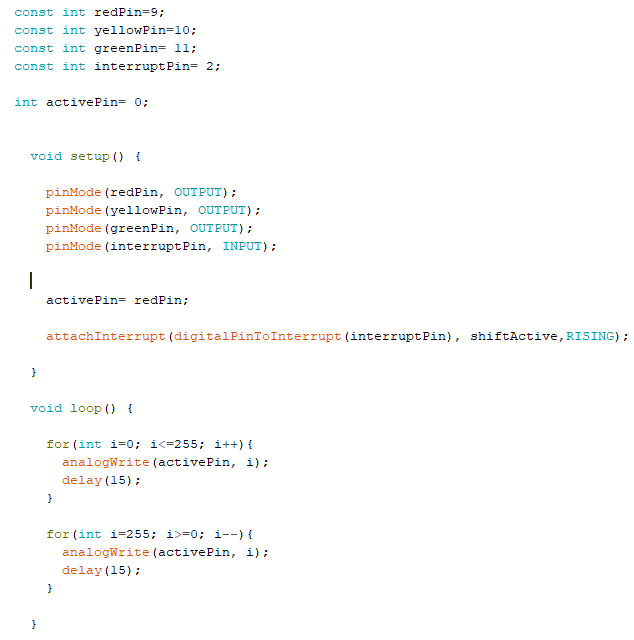 const int redPin=9;
const int yellowPin=10;
const int greenPin= 11;
const int interruptPin= 2;
int activePin= 0;
void setup() {
pinMode(redPin, OUTPUT);
pinMode(yellowPin, OUTPUT);
pinMode(greenPin, OUTPUT);
pinMode(interruptPin, INPUT);
activePin= redPin;
attachInterrupt(digitalPinToInterrupt(interruptPin), shiftActive,RISING);
}
void loop() {
for(int i=0; i<=255; i++){
analogWrite(activePin, i);
delay(15);
}
for(int i=255; i>=0; i--){
analogWrite(activePin, i);
delay(15);
}
}